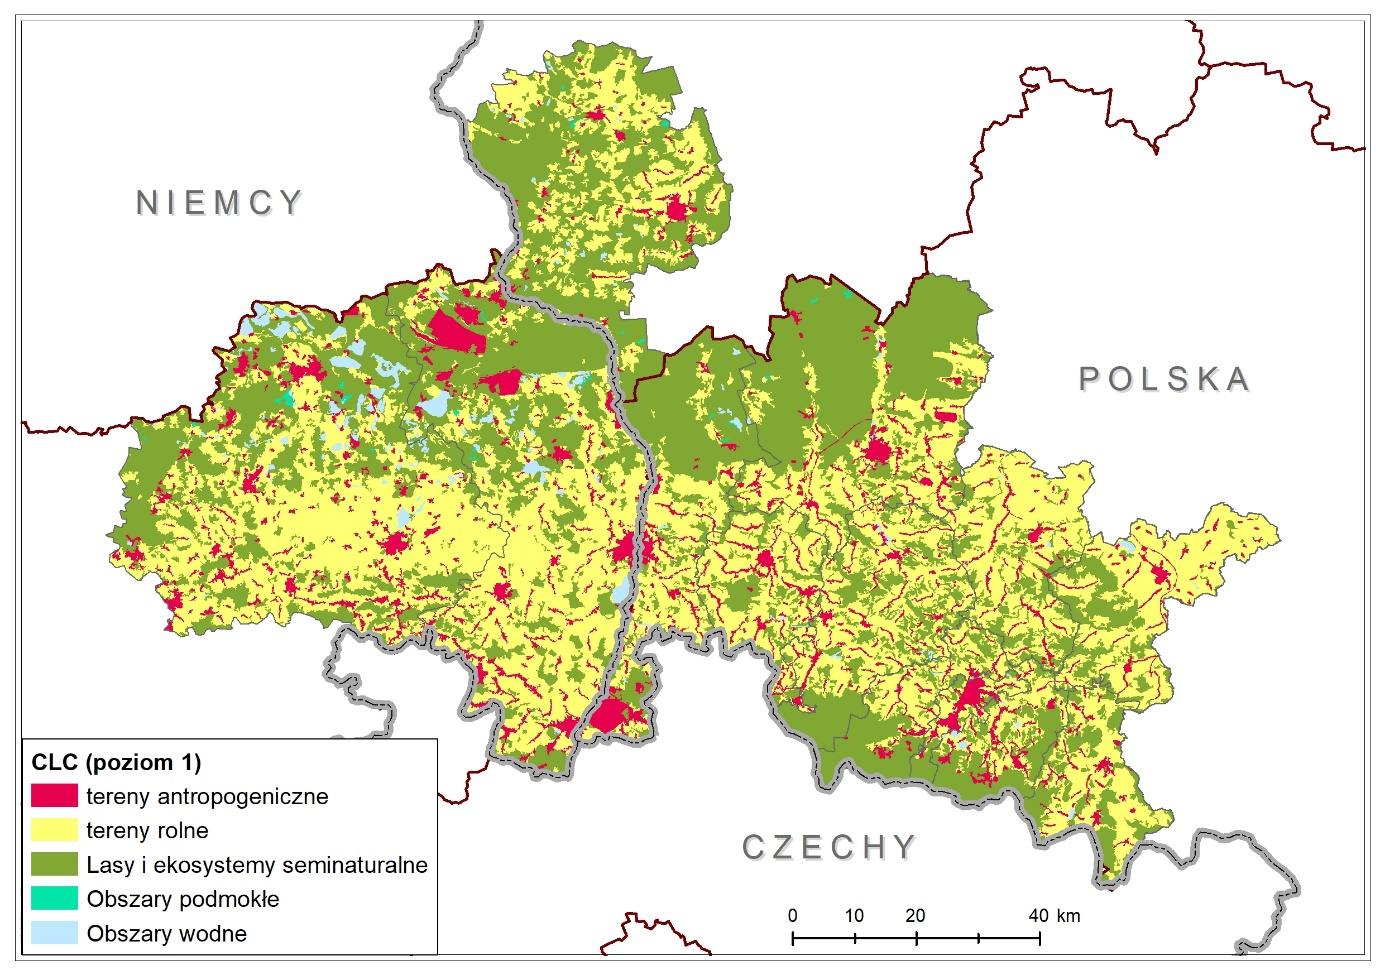 NIEMCY
POLSKA
CZECHY
CLC (poziom 1)
tereny antropogeniczne
tereny rolne
Lasy i ekosystemy seminaturalne
Obszary podmokłe
Obszary wodne
0 10 20 40 km